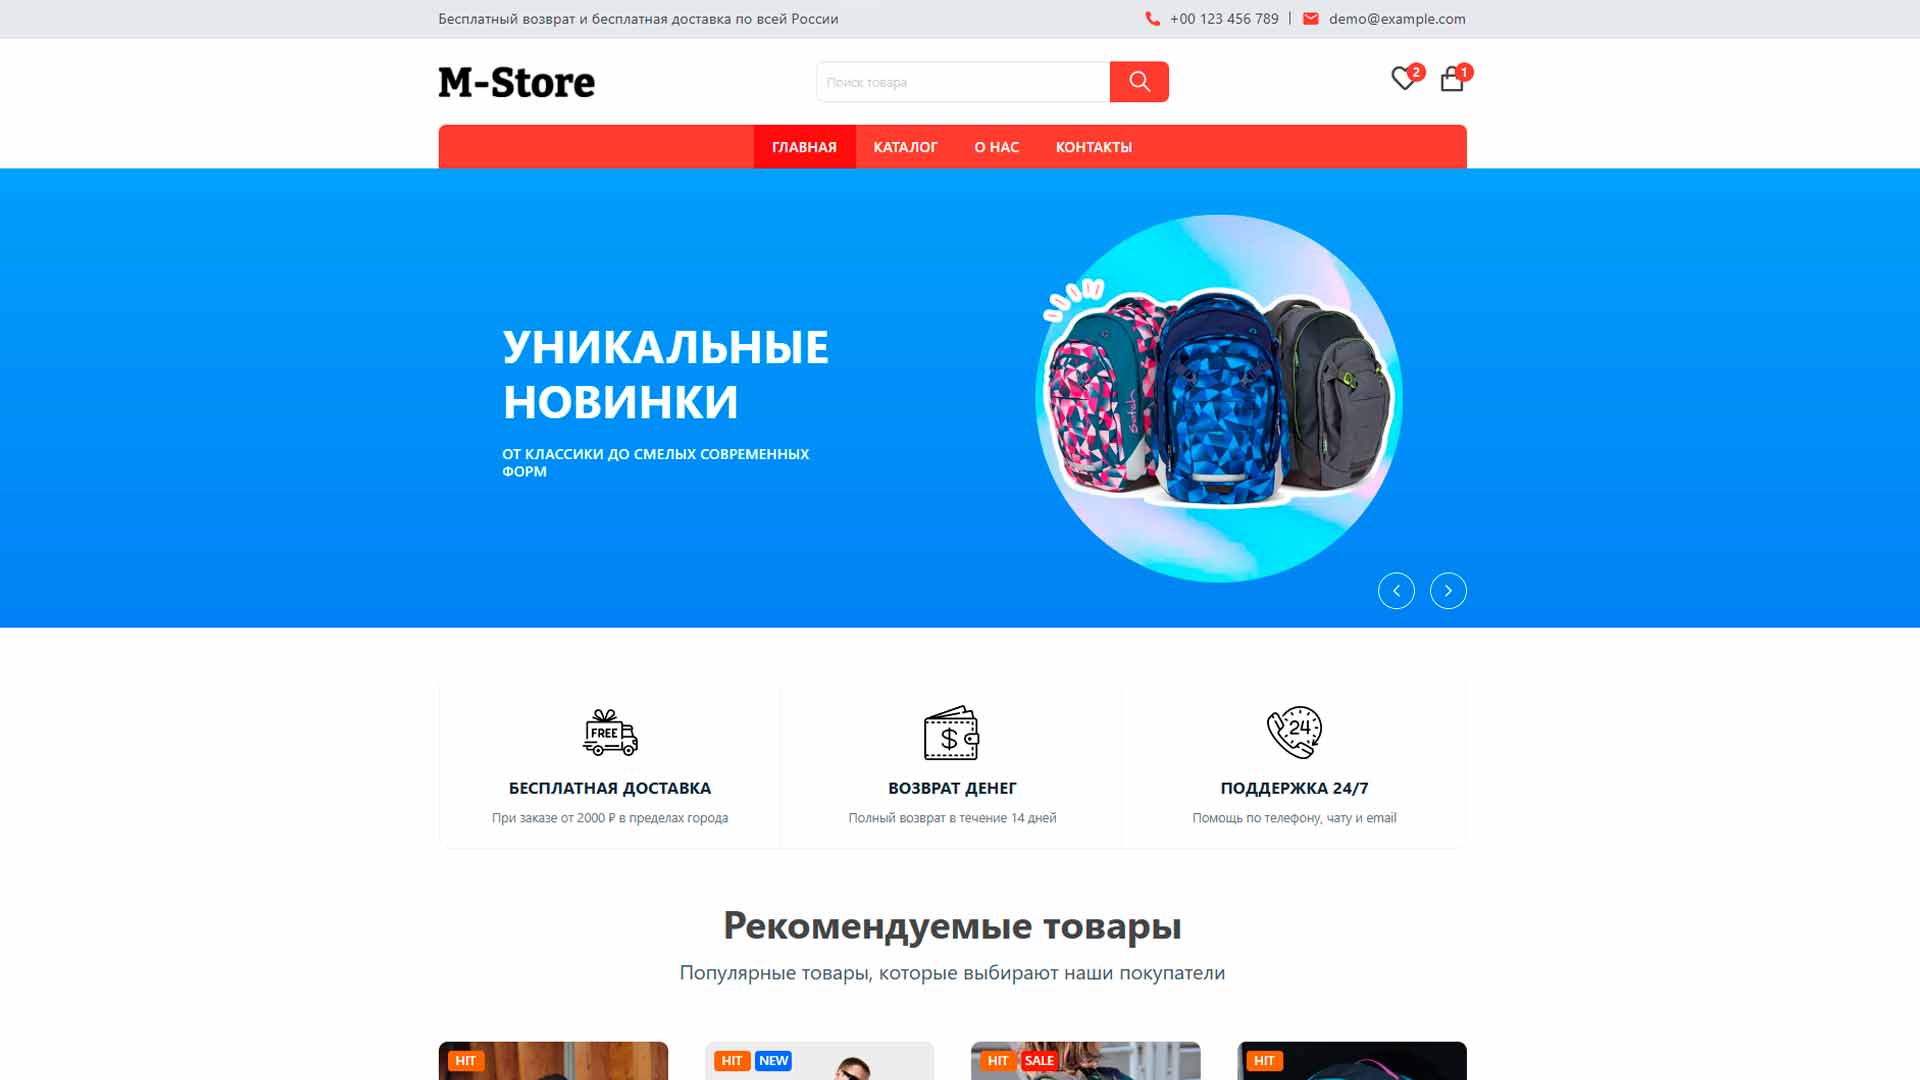 Бесплатный возврат и бесплатная доставка по всей России
+00 123 456 789 | demo@example.com
M-Store
Поиск товара
2
1
ГЛАВНАЯ КАТАЛОГ О НАС КОНТАКТЫ
УНИКАЛЬНЫЕ
НОВИНКИ
ОТ КЛАССИКИ ДО СМЕЛЫХ СОВРЕМЕННЫХ
ФОРМ
Satch
FREE
$
24
БЕСПЛАТНАЯ ДОСТАВКА
При заказе от 2000 ₽ в пределах города
ВОЗВРАТ ДЕНЕГ
Полный возврат в течение 14 дней
ПОДДЕРЖКА 24/7
Помощь по телефону, чату и email
Рекомендуемые товары
Популярные товары, которые выбирают наши покупатели
HIT
HIT NEW
HIT SALE
HIT